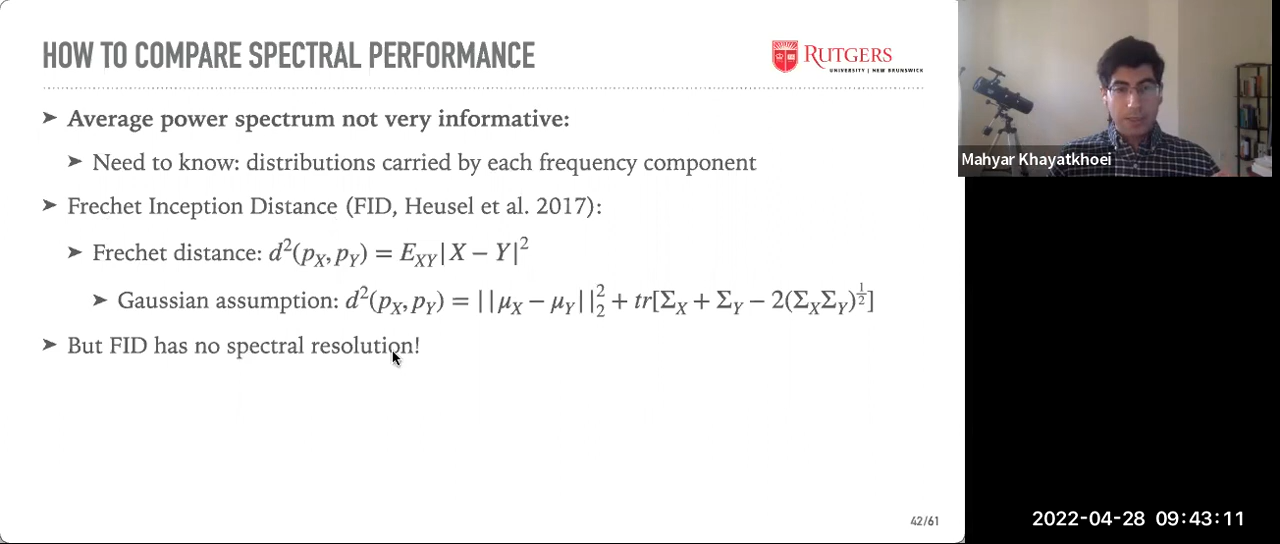 HOW TO COMPARE SPECTRAL PERFORMANCE
RUTGERS
UNIVERSITY | NEW BRUNSWICK
➤ Average power spectrum not very informative:
➤ Need to know: distributions carried by each frequency component
➤ Frechet Inception Distance (FID, Heusel et al. 2017):
➤ Frechet distance: d²(p_X, p_Y) = E_{XY}|X − Y|²
➤ Gaussian assumption: d²(p_X, p_Y) = ||μ_X − μ_Y||₂² + tr[Σ_X + Σ_Y − 2(Σ_XΣ_Y)^{1/2}]
➤ But FID has no spectral resolution!
42/61
Mahyar Khayatkhoei
2022-04-28 09:43:11